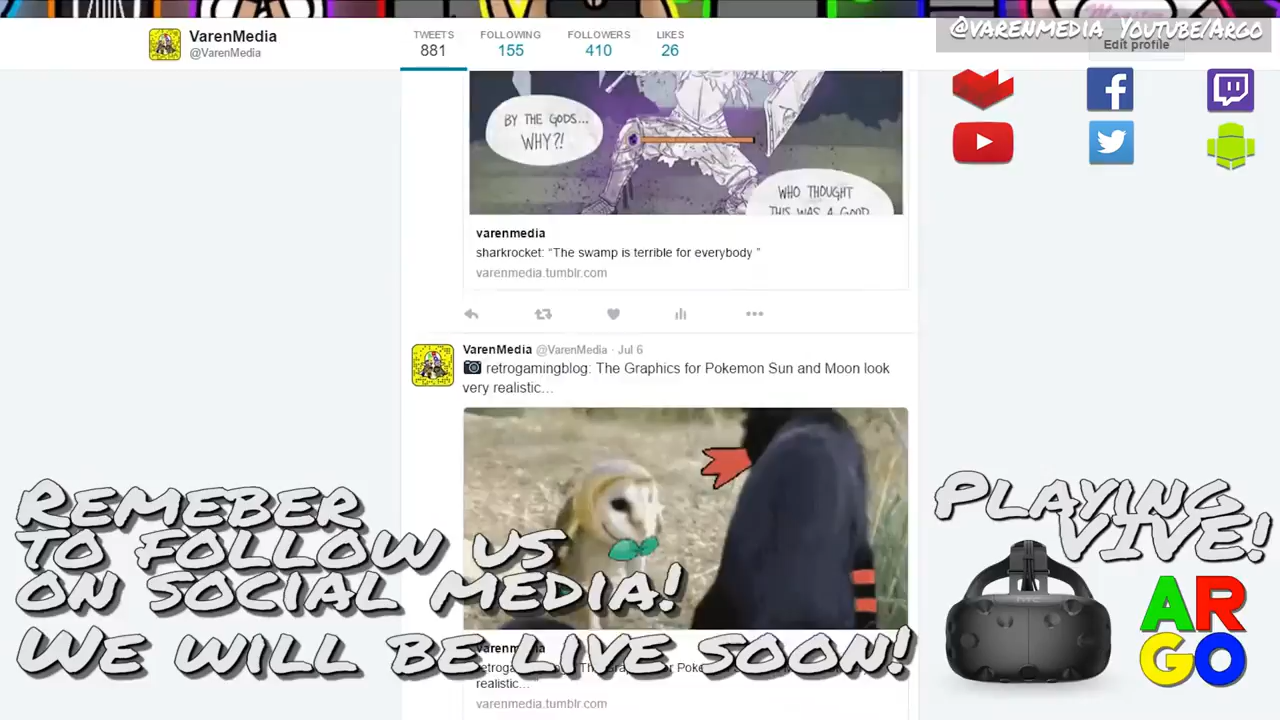 VarenMedia
@VarenMedia
TWEETS
881
FOLLOWING
155
FOLLOWERS
410
LIKES
26
@VARENMEDIA YOUTUBE/ARGO
Edit profile
BY THE GODS...
WHY?!
WHO THOUGHT
THIS WAS A GOOD
varenmedia
sharkrocket: “The swamp is terrible for everybody ”
varenmedia.tumblr.com
VarenMedia @VarenMedia · Jul 6
retrogamingblog: The Graphics for Pokemon Sun and Moon look
very realistic…
REMEBER
TO FOLLOW US
ON SOCIAL MEDIA!
WE WILL BE LIVE SOON!
PLAYING
VIVE!
AR
GO
varenmedia
realistic…
varenmedia.tumblr.com